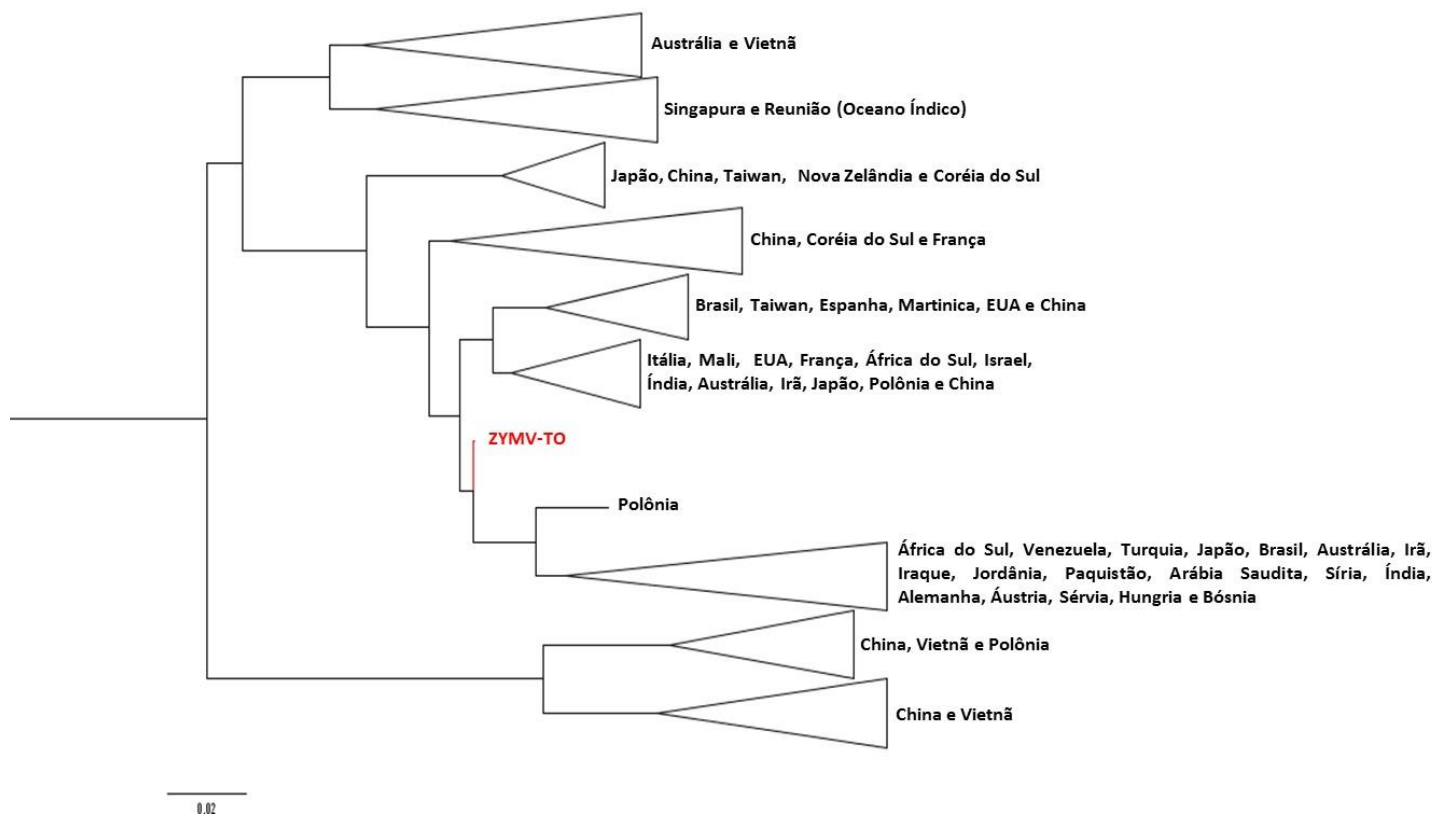 Austrália e Vietnã
Singapura e Reunião (Oceano Índico)
Japão, China, Taiwan, Nova Zelândia e Coréia do Sul
China, Coréia do Sul e França
Brasil, Taiwan, Espanha, Martinica, EUA e China
Itália, Mali, EUA, França, África do Sul, Israel,
Índia, Austrália, Irã, Japão, Polônia e China
ZYMV-TO
Polônia
África do Sul, Venezuela, Turquia, Japão, Brasil, Austrália, Irã,
Iraque, Jordânia, Paquistão, Arábia Saudita, Síria, Índia,
Alemanha, Áustria, Sérvia, Hungria e Bósnia
China, Vietnã e Polônia
China e Vietnã
0.02